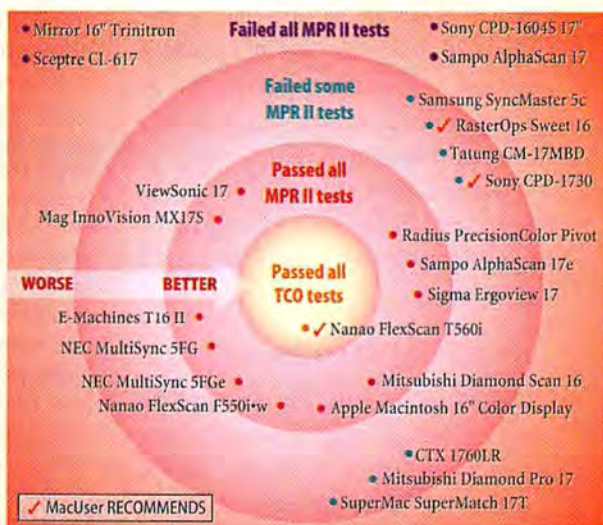 • Mirror 16" Trinitron
• Sceptre CL-617
Failed all MPR II tests
• Sony CPD-1604S 17"
• Sampo AlphaScan 17
Failed some
MPR II tests
• Samsung SyncMaster 5c
• ✓ RasterOps Sweet 16
• Tatung CM-17MBD
• ✓ Sony CPD-1730
Passed all
MPR II tests
ViewSonic 17 •
Mag InnoVision MX17S •
• Radius PrecisionColor Pivot
• Sampo AlphaScan 17e
• Sigma Ergoview 17
WORSE
BETTER
Passed all
TCO tests
• ✓ Nanao FlexScan T560i
E-Machines T16 II •
NEC MultiSync 5FG •
NEC MultiSync 5FGe •
Nanao FlexScan F550i•w •
• Mitsubishi Diamond Scan 16
• Apple Macintosh 16" Color Display
• CTX 1760LR
• Mitsubishi Diamond Pro 17
• SuperMac SuperMatch 17T
✓ MacUser RECOMMENDS